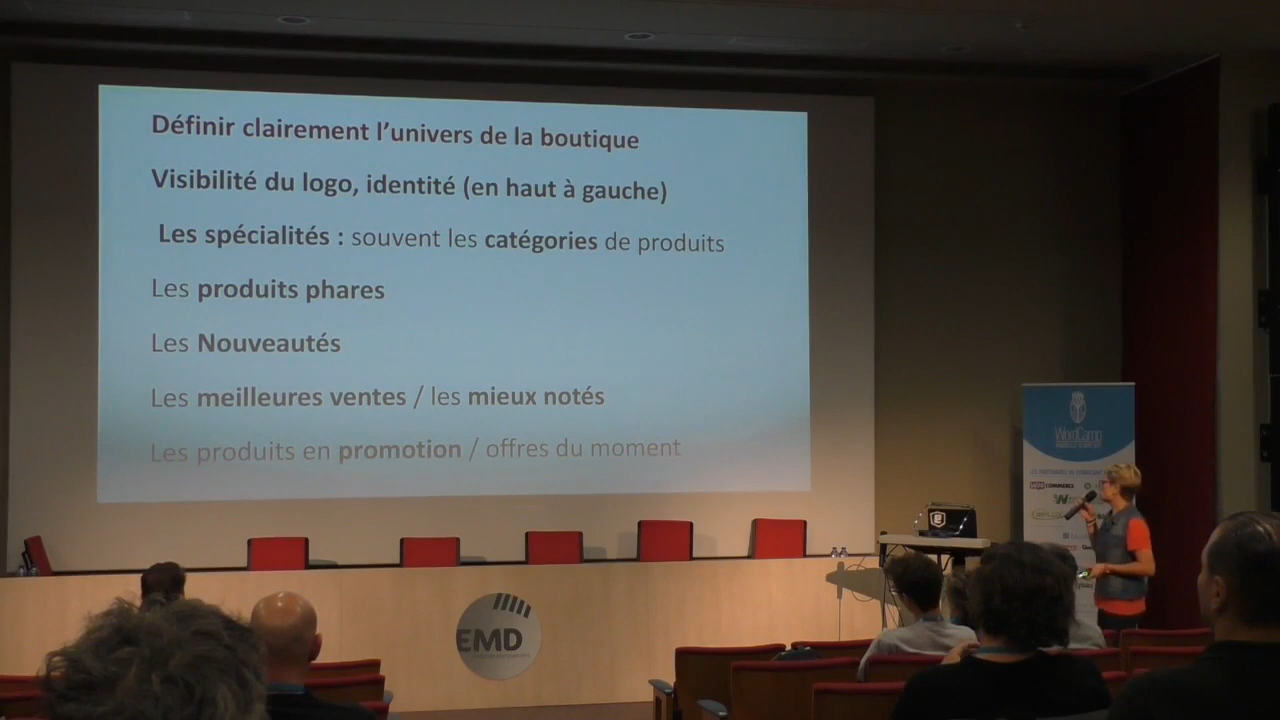 Définir clairement l’univers de la boutique
Visibilité du logo, identité (en haut à gauche)
Les spécialités : souvent les catégories de produits
Les produits phares
Les Nouveautés
Les meilleures ventes / les mieux notés
Les produits en promotion / offres du moment
WordCamp
WOO COMMERCE
EMD